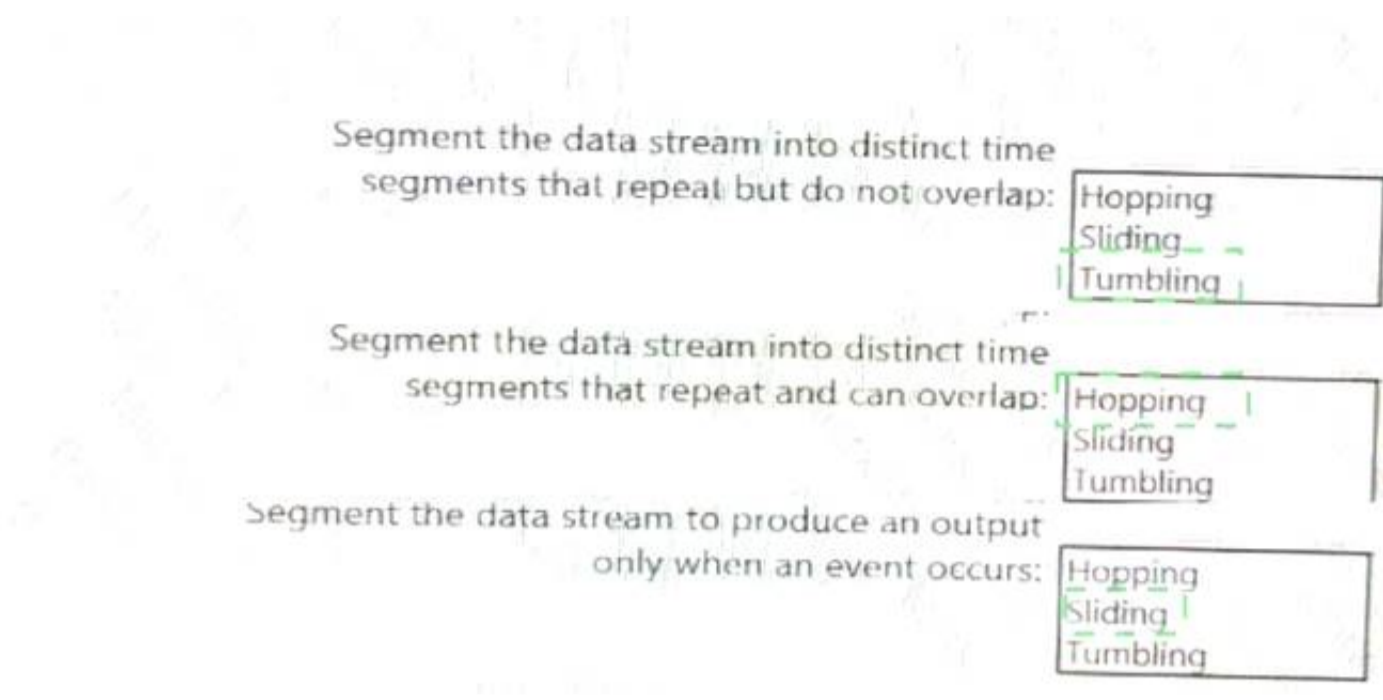 Segment the data stream into distinct time
segments that repeat but do not overlap:
Hopping
Sliding
Tumbling
Segment the data stream into distinct time
segments that repeat and can overlap:
Hopping
Sliding
Tumbling
Segment the data stream to produce an output
only when an event occurs:
Hopping
Sliding
Tumbling